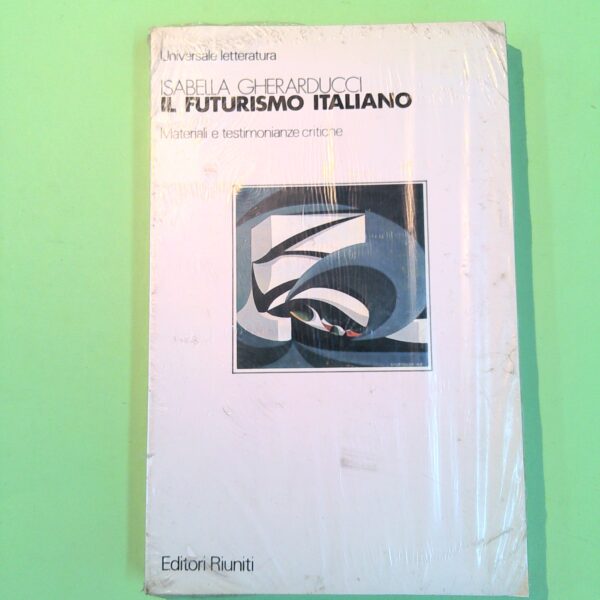 Universale letteratura
ISABELLA GHERARDUCCI
IL FUTURISMO ITALIANO
Materiali e testimonianze critiche
Editori Riuniti